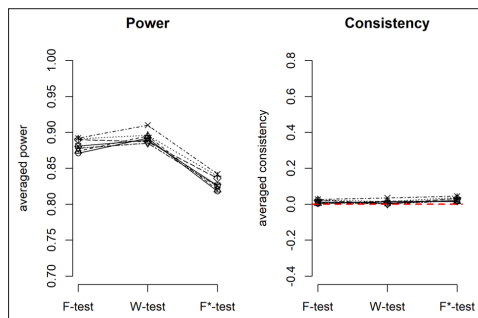 Power
averaged power
1.00
0.95
0.90
0.85
0.80
0.75
0.70
F-test W-test F*-test
Consistency
averaged consistency
0.8
0.6
0.4
0.2
0.0
-0.2
-0.4
F-test W-test F*-test